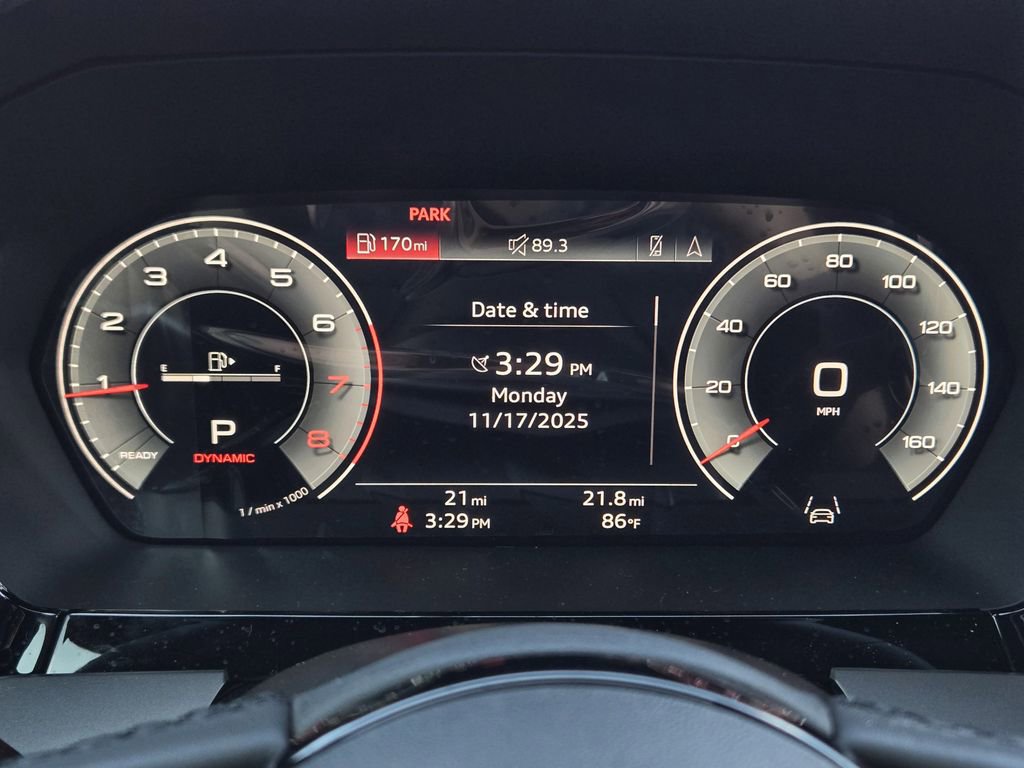 PARK
170 mi 89.3
Date & time
3:29 PM
Monday
11/17/2025
21 mi 21.8 mi
3:29 PM 86°F
1 2 3 4 5 6 7 8
E F
P
DYNAMIC
READY
1 / min x 1000
0 20 40 60 80 100 120 140 160
0
MPH